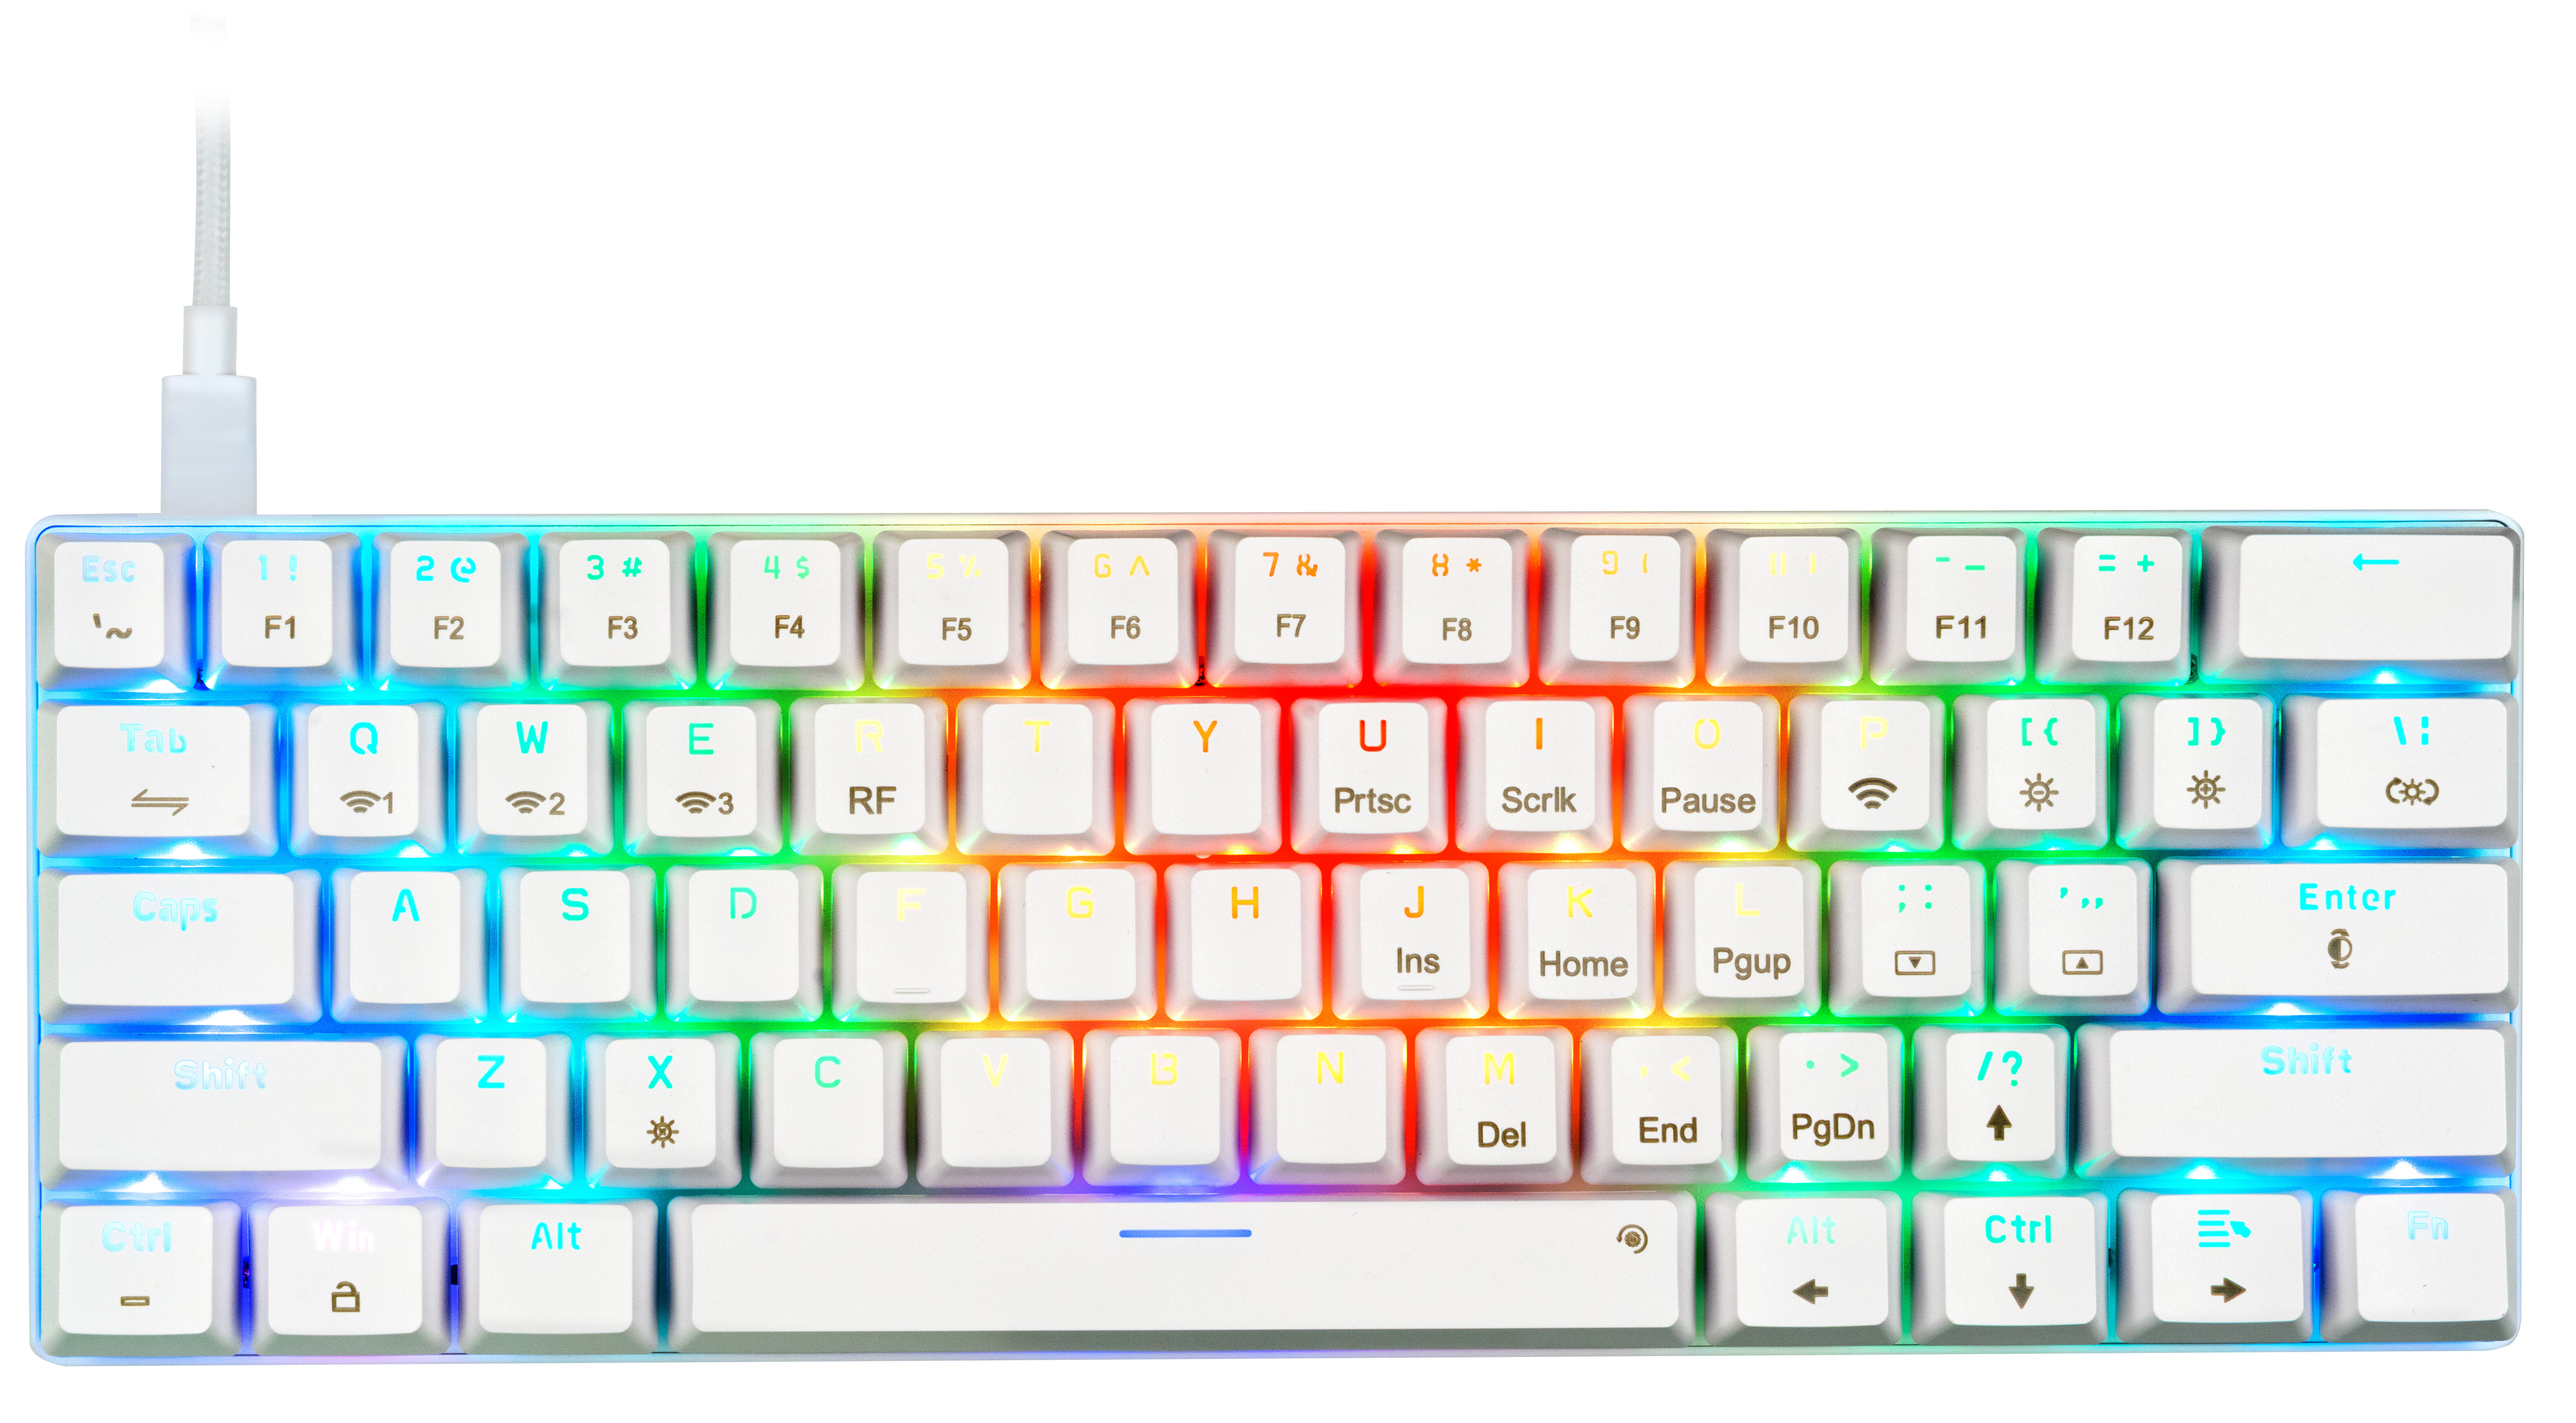 Esc 1 ! 2 @ 3 # 4 $ 5 % 6 ^ 7 & 8 * 9 ( 0 ) - _ = + ←
'~ F1 F2 F3 F4 F5 F6 F7 F8 F9 F10 F11 F12
Tab Q W E R T Y U I O P [ { ] } \ ¦
1 2 3 RF Prtsc Scrlk Pause
Caps A S D F G H J K L ; : ' ,, Enter
Ins Home Pgup
Shift Z X C V B N M , < . > / ? Shift
Del End PgDn ↑
Ctrl Win Alt Alt Ctrl Fn
← ↓ →